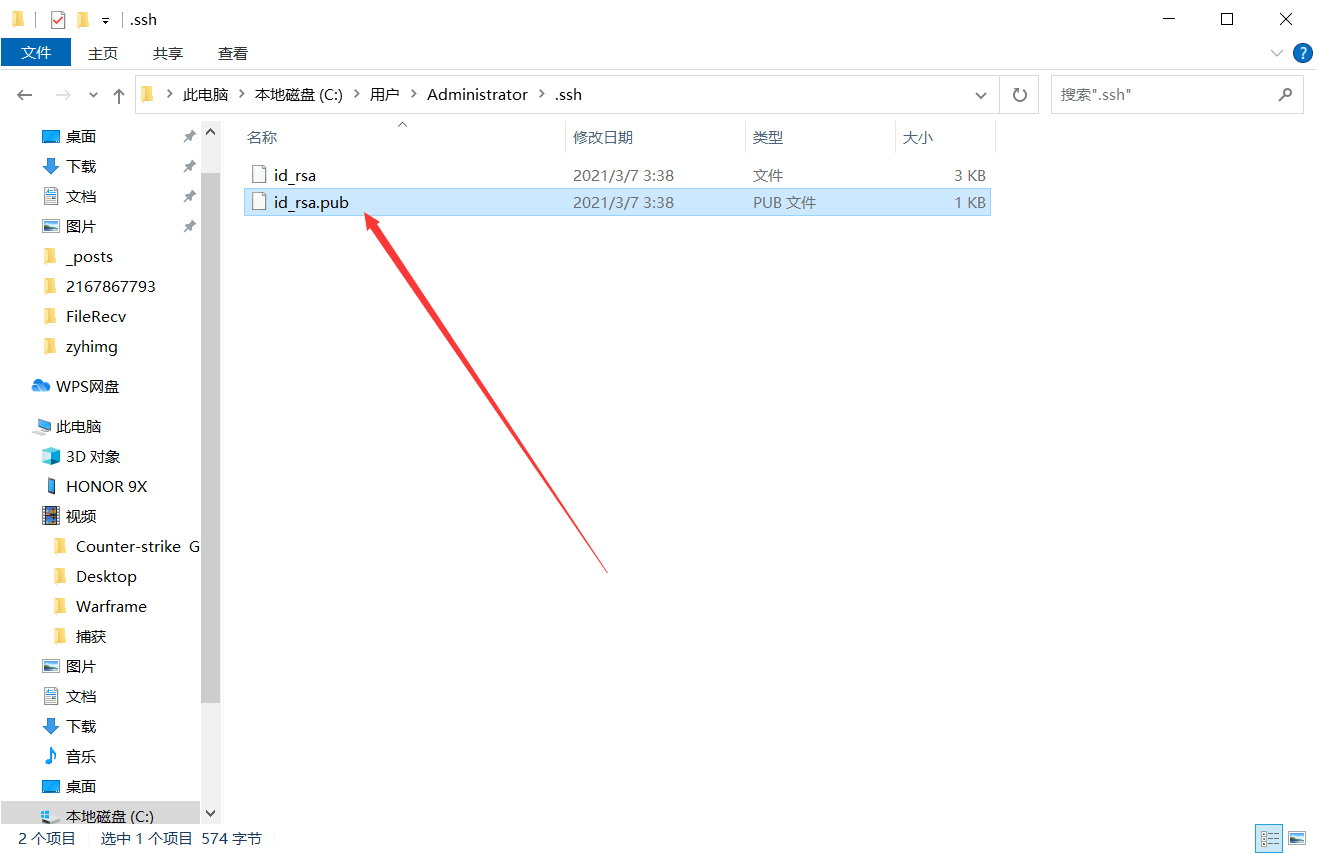 .ssh
文件 主页 共享 查看
此电脑 本地磁盘 (C:) 用户 Administrator .ssh 搜索".ssh"
桌面
下载
文档
图片
_posts
2167867793
FileRecv
zyhimg
WPS网盘
此电脑
3D 对象
HONOR 9X
视频
Counter-strike G
Desktop
Warframe
捕获
图片
文档
下载
音乐
桌面
本地磁盘 (C:)
名称 修改日期 类型 大小
id_rsa 2021/3/7 3:38 文件 3 KB
id_rsa.pub 2021/3/7 3:38 PUB 文件 1 KB
2 个项目 选中 1 个项目 574 字节